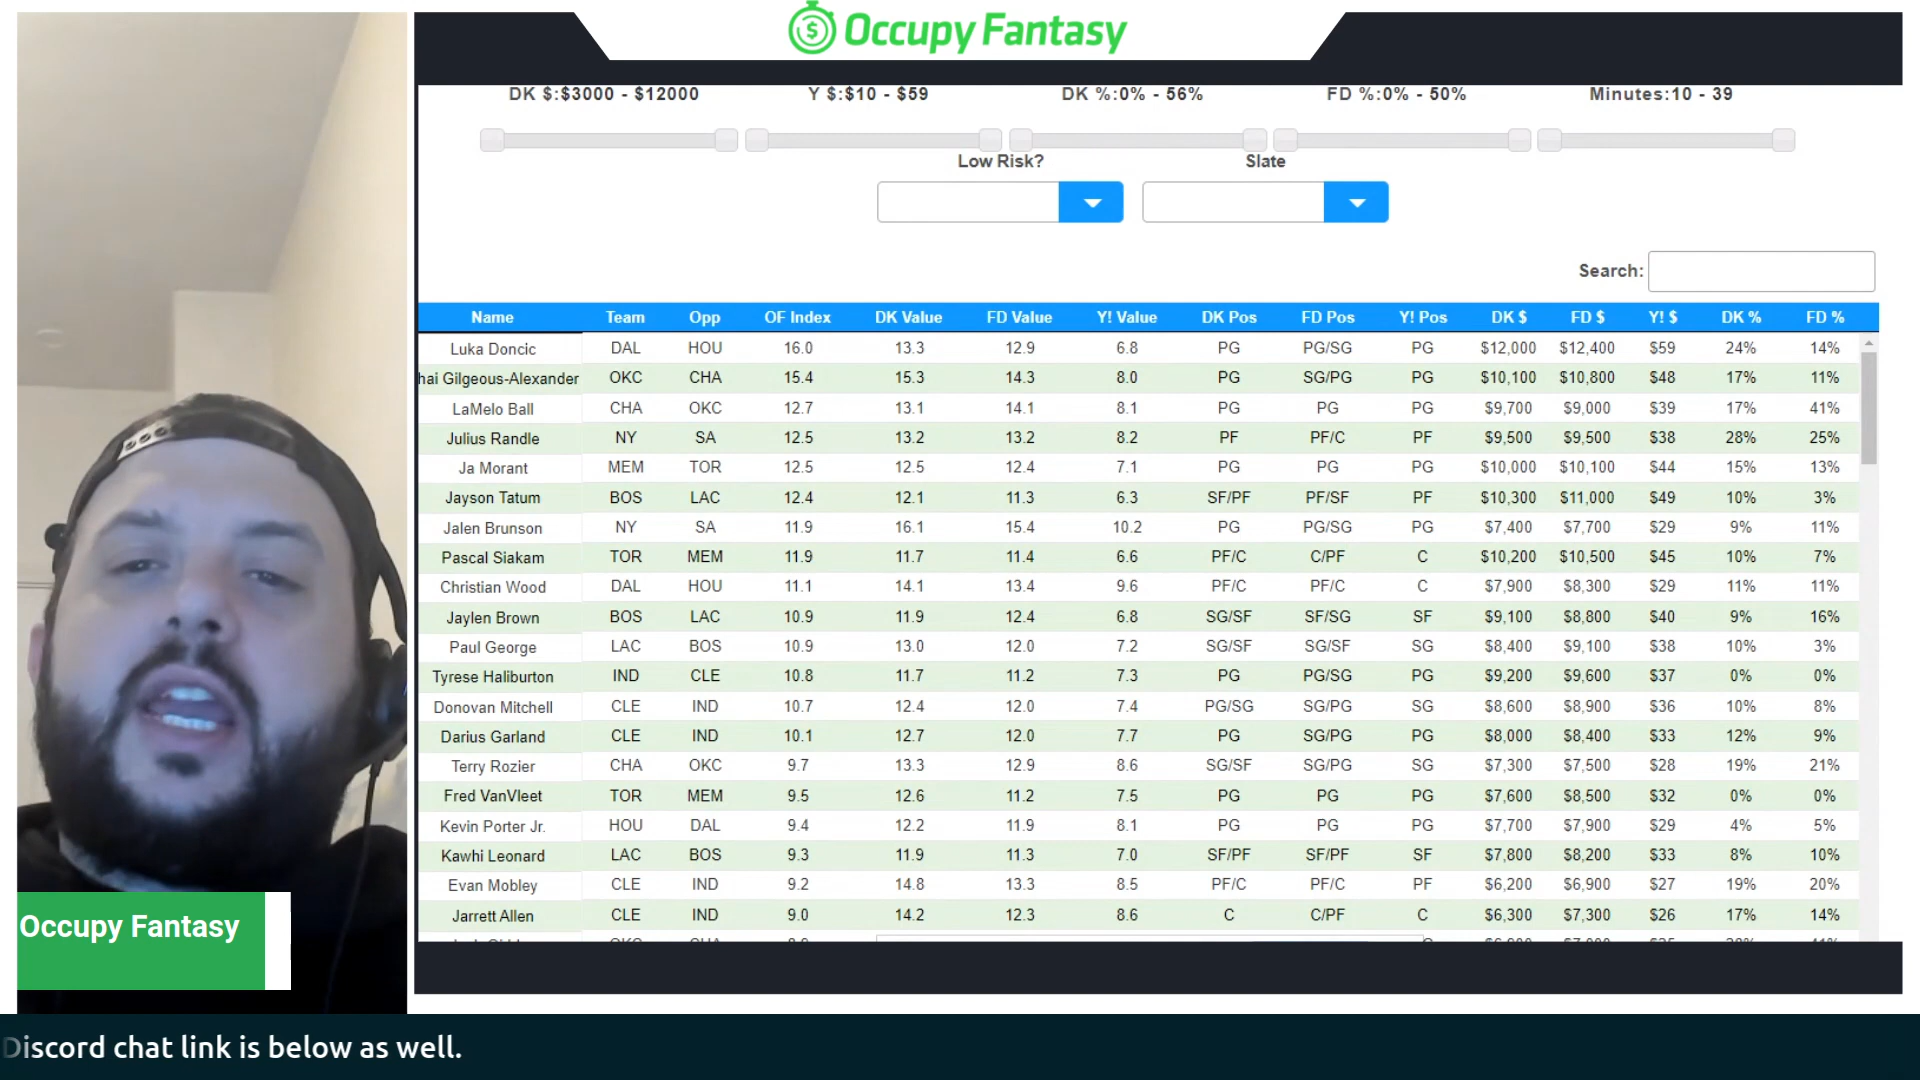 Occupy Fantasy
DK $:$3000 - $12000 Y $:$10 - $59 DK %:0% - 56% FD %:0% - 50% Minutes:10 - 39
Low Risk? Slate
Search:
Name Team Opp OF Index DK Value FD Value Y! Value DK Pos FD Pos Y! Pos DK $ FD $ Y! $ DK % FD %
Luka Doncic DAL HOU 16.0 13.3 12.9 6.8 PG PG/SG PG $12,000 $12,400 $59 24% 14%
hai Gilgeous-Alexander OKC CHA 15.4 15.3 14.3 8.0 PG SG/PG PG $10,100 $10,800 $48 17% 11%
LaMelo Ball CHA OKC 12.7 13.1 14.1 8.1 PG PG PG $9,700 $9,000 $39 17% 41%
Julius Randle NY SA 12.5 13.2 13.2 8.2 PF PF/C PF $9,500 $9,500 $38 28% 25%
Ja Morant MEM TOR 12.5 12.5 12.4 7.1 PG PG PG $10,000 $10,100 $44 15% 13%
Jayson Tatum BOS LAC 12.4 12.1 11.3 6.3 SF/PF PF/SF PF $10,300 $11,000 $49 10% 3%
Jalen Brunson NY SA 11.9 16.1 15.4 10.2 PG PG/SG PG $7,400 $7,700 $29 9% 11%
Pascal Siakam TOR MEM 11.9 11.7 11.4 6.6 PF/C C/PF C $10,200 $10,500 $45 10% 7%
Christian Wood DAL HOU 11.1 14.1 13.4 9.6 PF/C PF/C C $7,900 $8,300 $29 11% 11%
Jaylen Brown BOS LAC 10.9 11.9 12.4 6.8 SG/SF SF/SG SF $9,100 $8,800 $40 9% 16%
Paul George LAC BOS 10.9 13.0 12.0 7.2 SG/SF SG/SF SG $8,400 $9,100 $38 10% 3%
Tyrese Haliburton IND CLE 10.8 11.7 11.2 7.3 PG PG/SG PG $9,200 $9,600 $37 0% 0%
Donovan Mitchell CLE IND 10.7 12.4 12.0 7.4 PG/SG SG/PG SG $8,600 $8,900 $36 10% 8%
Darius Garland CLE IND 10.1 12.7 12.0 7.7 PG SG/PG PG $8,000 $8,400 $33 12% 9%
Terry Rozier CHA OKC 9.7 13.3 12.9 8.6 SG/SF SG/PG SG $7,300 $7,500 $28 19% 21%
Fred VanVleet TOR MEM 9.5 12.6 11.2 7.5 PG PG PG $7,600 $8,500 $32 0% 0%
Kevin Porter Jr. HOU DAL 9.4 12.2 11.9 8.1 PG PG PG $7,700 $7,900 $29 4% 5%
Kawhi Leonard LAC BOS 9.3 11.9 11.3 7.0 SF/PF SF/PF SF $7,800 $8,200 $33 8% 10%
Evan Mobley CLE IND 9.2 14.8 13.3 8.5 PF/C PF/C PF $6,200 $6,900 $27 19% 20%
Jarrett Allen CLE IND 9.0 14.2 12.3 8.6 C C/PF C $6,300 $7,300 $26 17% 14%
Occupy Fantasy
Discord chat link is below as well.